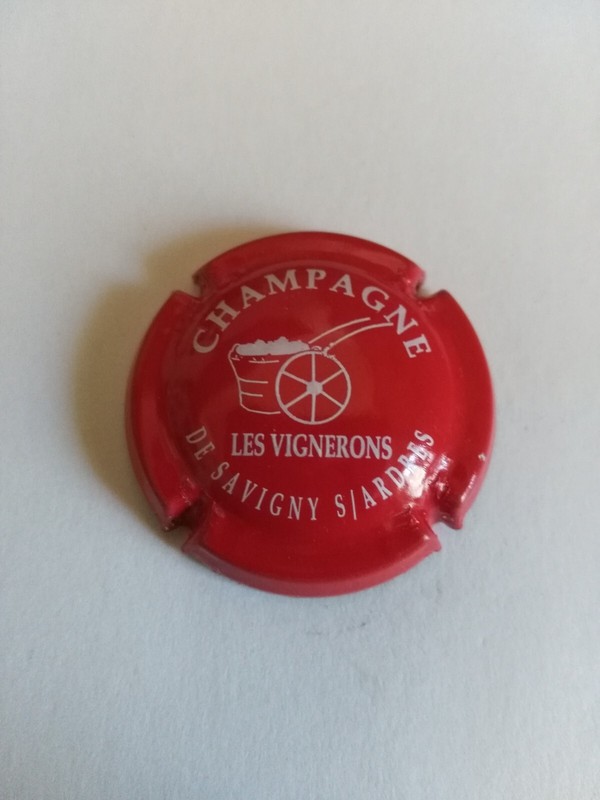 CHAMPAGNE
LES VIGNERONS
DE SAVIGNY S/ARDRES